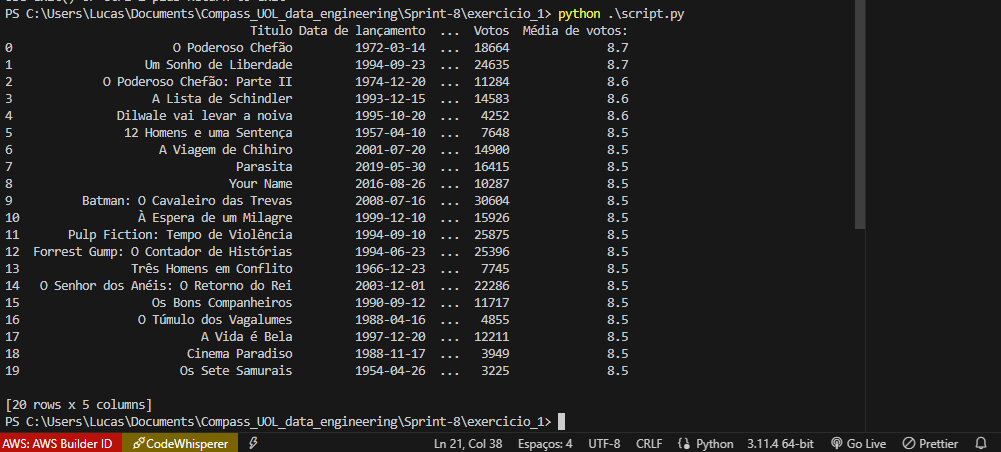 PS C:\Users\Lucas\Documents\Compass_UOL_data_engineering\Sprint-8\exercicio_1> python .\script.py
Titulo Data de lançamento ... Votos Média de votos:
0 O Poderoso Chefão 1972-03-14 ... 18664 8.7
1 Um Sonho de Liberdade 1994-09-23 ... 24635 8.7
2 O Poderoso Chefão: Parte II 1974-12-20 ... 11284 8.6
3 A Lista de Schindler 1993-12-15 ... 14583 8.6
4 Dilwale vai levar a noiva 1995-10-20 ... 4252 8.6
5 12 Homens e uma Sentença 1957-04-10 ... 7648 8.5
6 A Viagem de Chihiro 2001-07-20 ... 14900 8.5
7 Parasita 2019-05-30 ... 16415 8.5
8 Your Name 2016-08-26 ... 10287 8.5
9 Batman: O Cavaleiro das Trevas 2008-07-16 ... 30604 8.5
10 À Espera de um Milagre 1999-12-10 ... 15926 8.5
11 Pulp Fiction: Tempo de Violência 1994-09-10 ... 25875 8.5
12 Forrest Gump: O Contador de Histórias 1994-06-23 ... 25396 8.5
13 Três Homens em Conflito 1966-12-23 ... 7745 8.5
14 O Senhor dos Anéis: O Retorno do Rei 2003-12-01 ... 22286 8.5
15 Os Bons Companheiros 1990-09-12 ... 11717 8.5
16 O Túmulo dos Vagalumes 1988-04-16 ... 4855 8.5
17 A Vida é Bela 1997-12-20 ... 12211 8.5
18 Cinema Paradiso 1988-11-17 ... 3949 8.5
19 Os Sete Samurais 1954-04-26 ... 3225 8.5
[20 rows x 5 columns]
PS C:\Users\Lucas\Documents\Compass_UOL_data_engineering\Sprint-8\exercicio_1>
AWS: AWS Builder ID CodeWhisperer Ln 21, Col 38 Espaços: 4 UTF-8 CRLF Python 3.11.4 64-bit Go Live Prettier